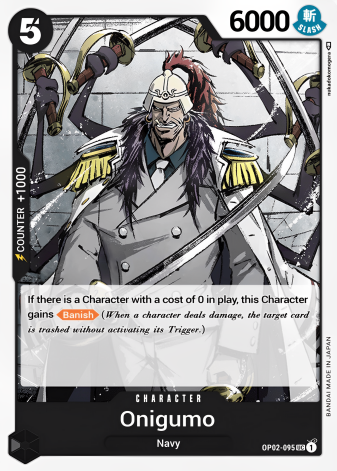 5
6000
斬
SLASH
nakadakomogera
COUNTER +1000
If there is a Character with a cost of 0 in play, this Character
gains Banish (When a character deals damage, the target card
is trashed without activating its Trigger.)
BANDAI MADE IN JAPAN
CHARACTER
Onigumo
Navy
OP02-095 UC 1